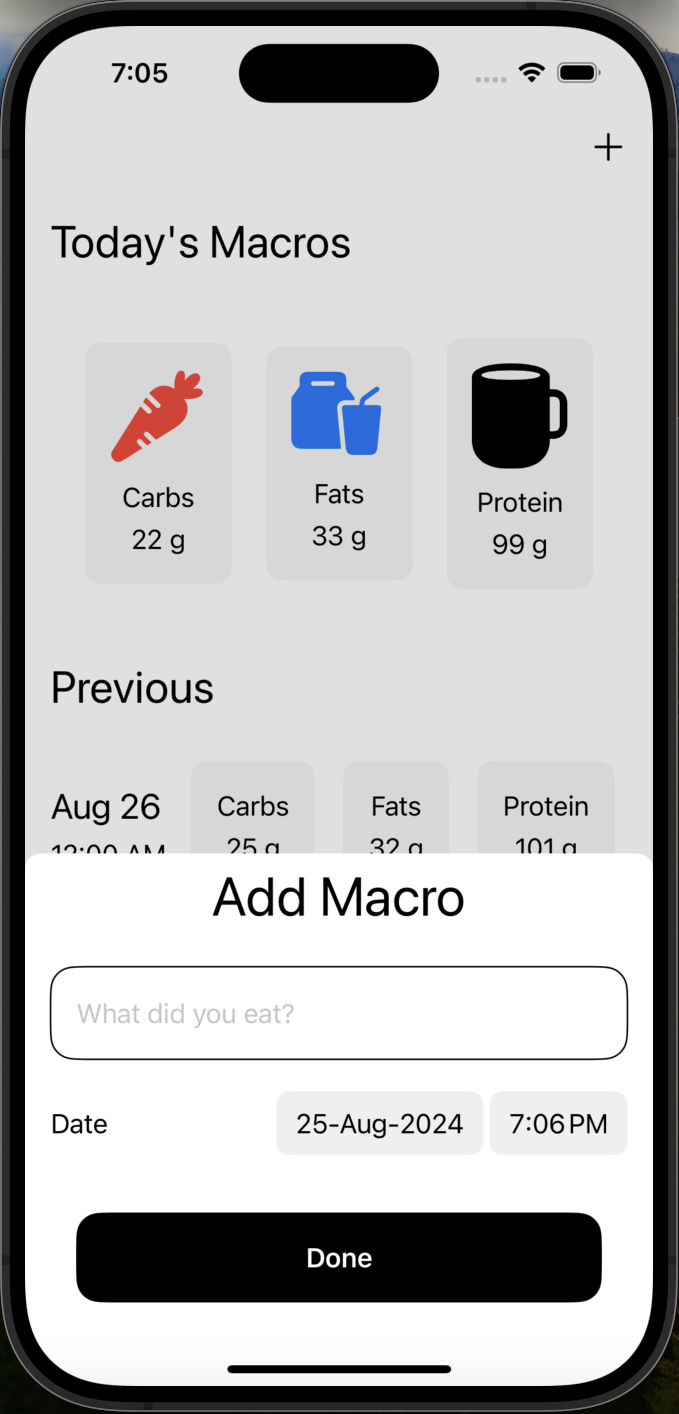 7:05
Today's Macros
Carbs Fats Protein
22 g 33 g 99 g
Previous
Aug 26 Carbs Fats Protein
12:00 AM 25 g 32 g 101 g
Add Macro
What did you eat?
Date 25-Aug-2024 7:06 PM
Done